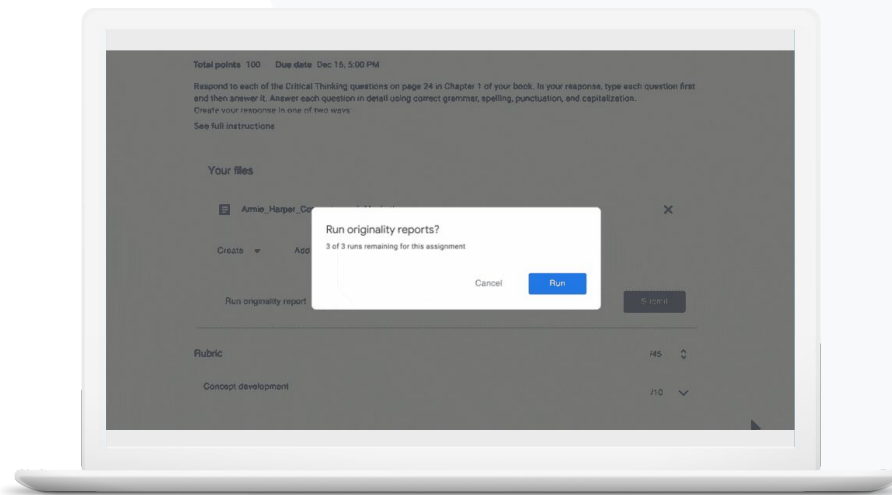 Total points 100 Due date Dec 15, 5:00 PM
Respond to each of the Critical Thinking questions on page 24 in Chapter 1 of your book. In your response, type each question first
and then answer it. Answer each question in detail using correct grammar, spelling, punctuation, and capitalization.
Create your response in one of two ways
See full instructions
Your files
Armie_Harper_
Create Add
Run originality reports?
3 of 3 runs remaining for this assignment
Cancel Run
Run originality report Submit
Rubric /45
Concept development /10